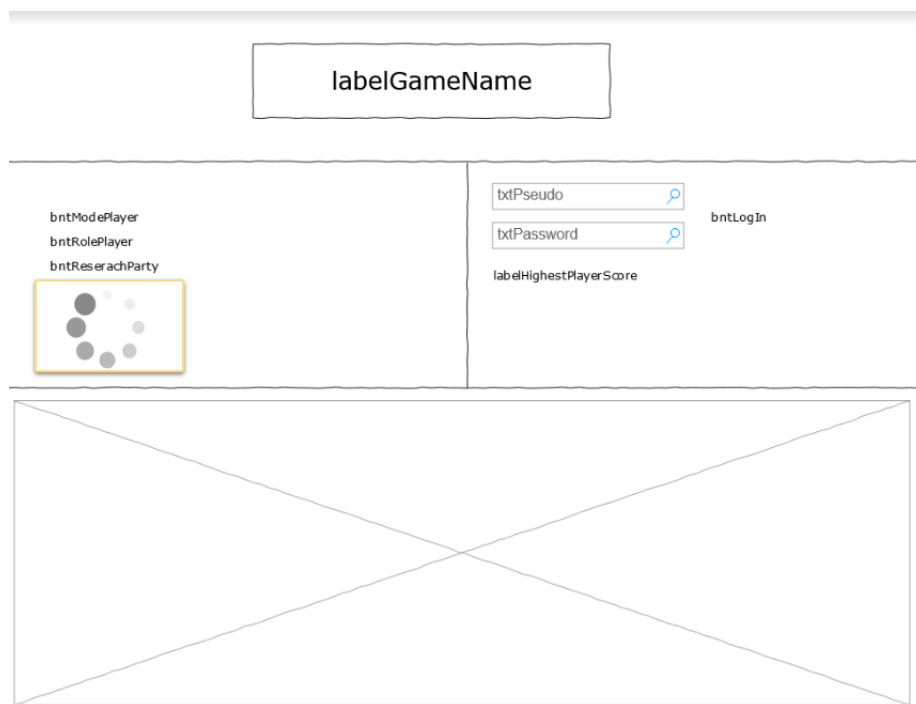 labelGameName
bntModePlayer
bntRolePlayer
bntReserachParty
txtPseudo
txtPassword
bntLogIn
labelHighestPlayerScore